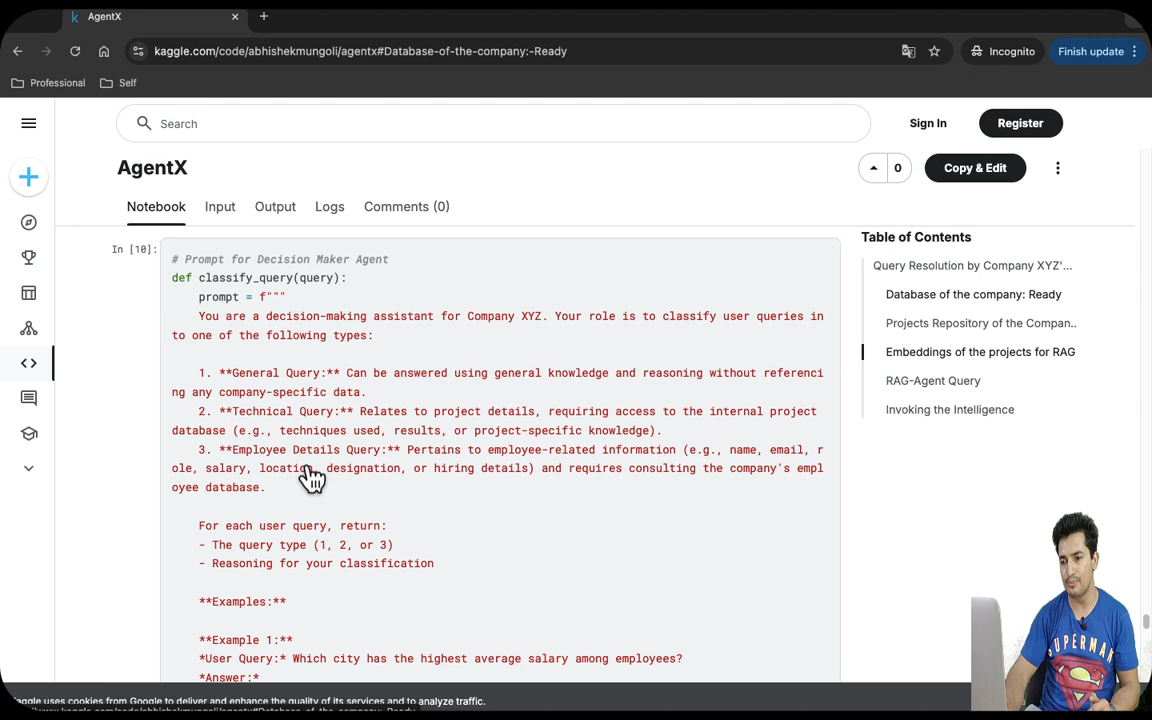 AgentX
kaggle.com/code/abhishekmungoli/agentx#Database-of-the-company:-Ready
Incognito
Finish update
Professional
Self
Search
Sign In
Register
AgentX
0
Copy & Edit
Notebook
Input
Output
Logs
Comments (0)
Table of Contents
Query Resolution by Company XYZ'...
Database of the company: Ready
Projects Repository of the Compan..
Embeddings of the projects for RAG
RAG-Agent Query
Invoking the Intelligence
In [10]:
# Prompt for Decision Maker Agent
def classify_query(query):
prompt = f"""
You are a decision-making assistant for Company XYZ. Your role is to classify user queries in
to one of the following types:
1. **General Query:** Can be answered using general knowledge and reasoning without referenci
ng any company-specific data.
2. **Technical Query:** Relates to project details, requiring access to the internal project
database (e.g., techniques used, results, or project-specific knowledge).
3. **Employee Details Query:** Pertains to employee-related information (e.g., name, email, r
ole, salary, location, designation, or hiring details) and requires consulting the company's empl
oyee database.
For each user query, return:
- The query type (1, 2, or 3)
- Reasoning for your classification
**Examples:**
**Example 1:**
*User Query:* Which city has the highest average salary among employees?
*Answer:*
aggle uses cookies from Google to deliver and enhance the quality of its services and to analyze traffic.
SUPERMAN